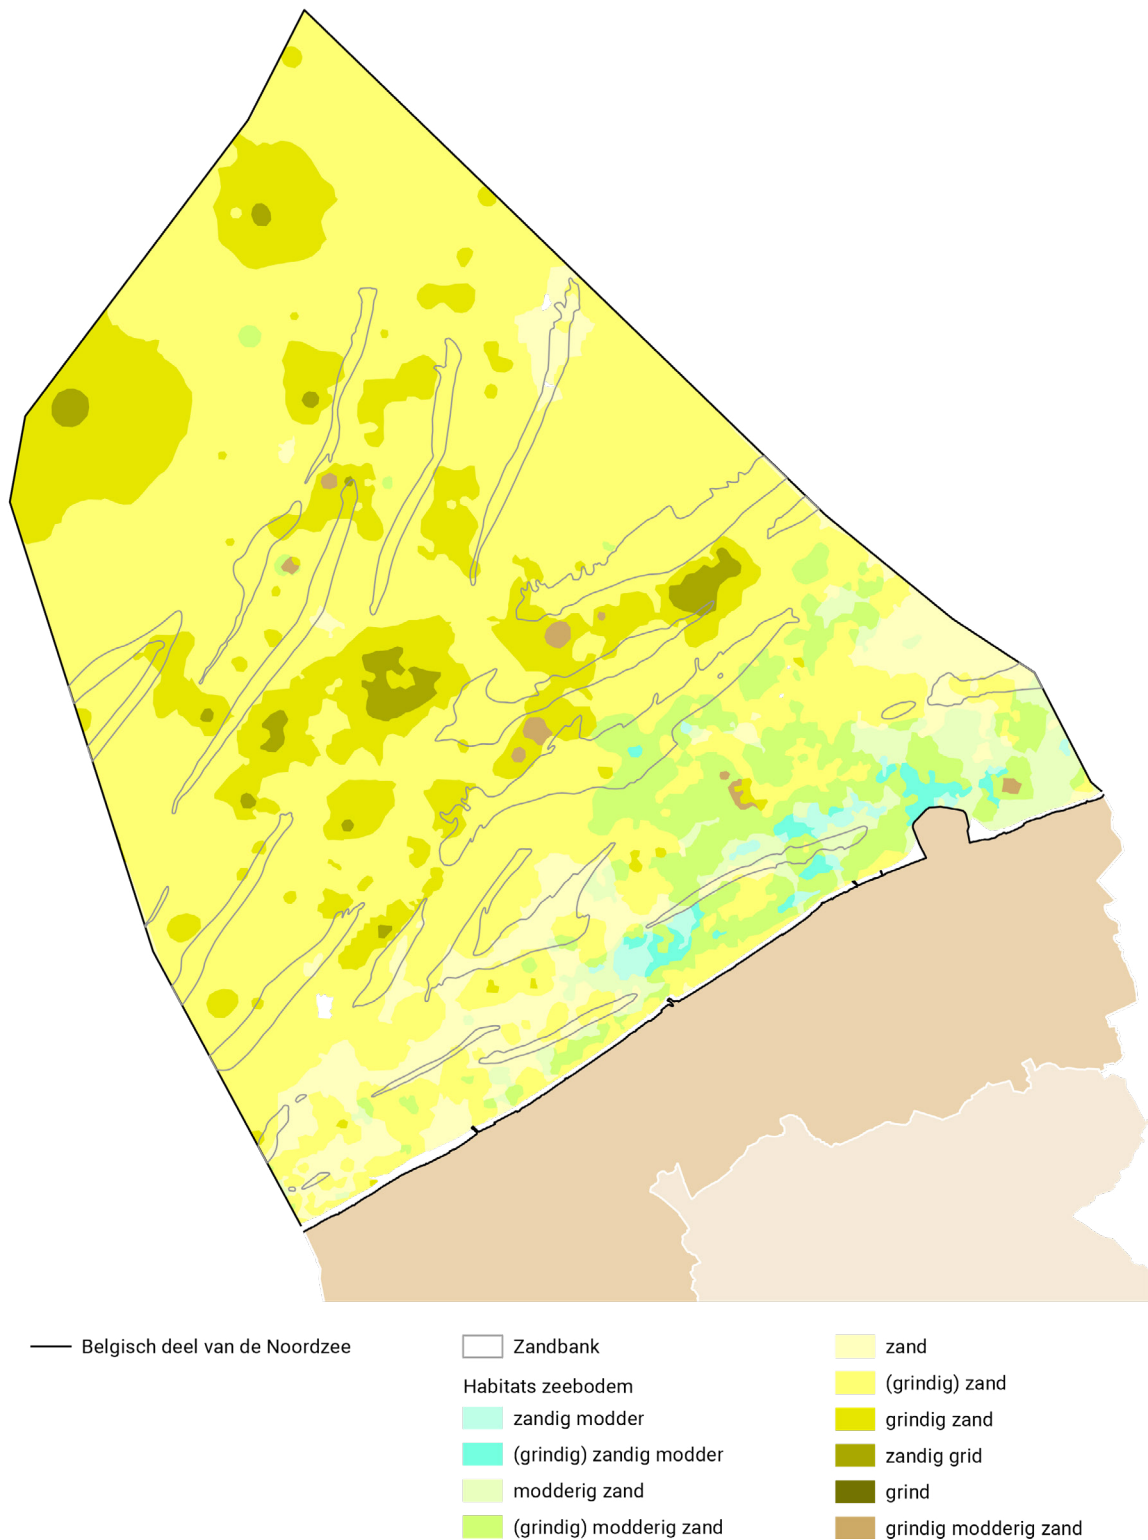 Belgisch deel van de Noordzee
Zandbank
Habitats zeebodem
zandig modder
(grindig) zandig modder
modderig zand
(grindig) modderig zand
zand
(grindig) zand
grindig zand
zandig grid
grind
grindig modderig zand